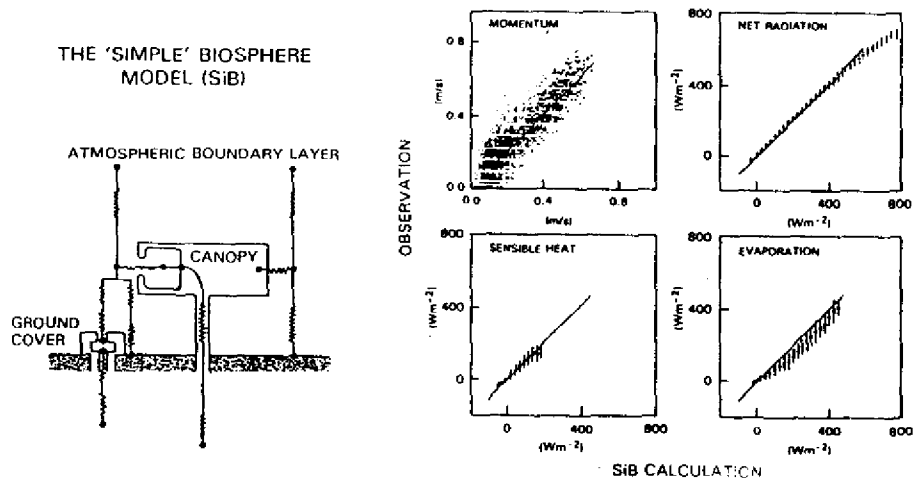 THE 'SIMPLE' BIOSPHERE
MODEL (SiB)
ATMOSPHERIC BOUNDARY LAYER
CANOPY
GROUND
COVER
OBSERVATION
MOMENTUM
0.8
(m/s)
0.4
0.0
0.0 0.4 0.8
(m/s)
NET RADIATION
800
(Wm⁻²)
400
0
0 400 800
(Wm⁻²)
SENSIBLE HEAT
800
(Wm⁻²)
400
0
0 400 800
(Wm⁻²)
EVAPORATION
800
(Wm⁻²)
400
0
0 400 800
(Wm⁻²)
SiB CALCULATION